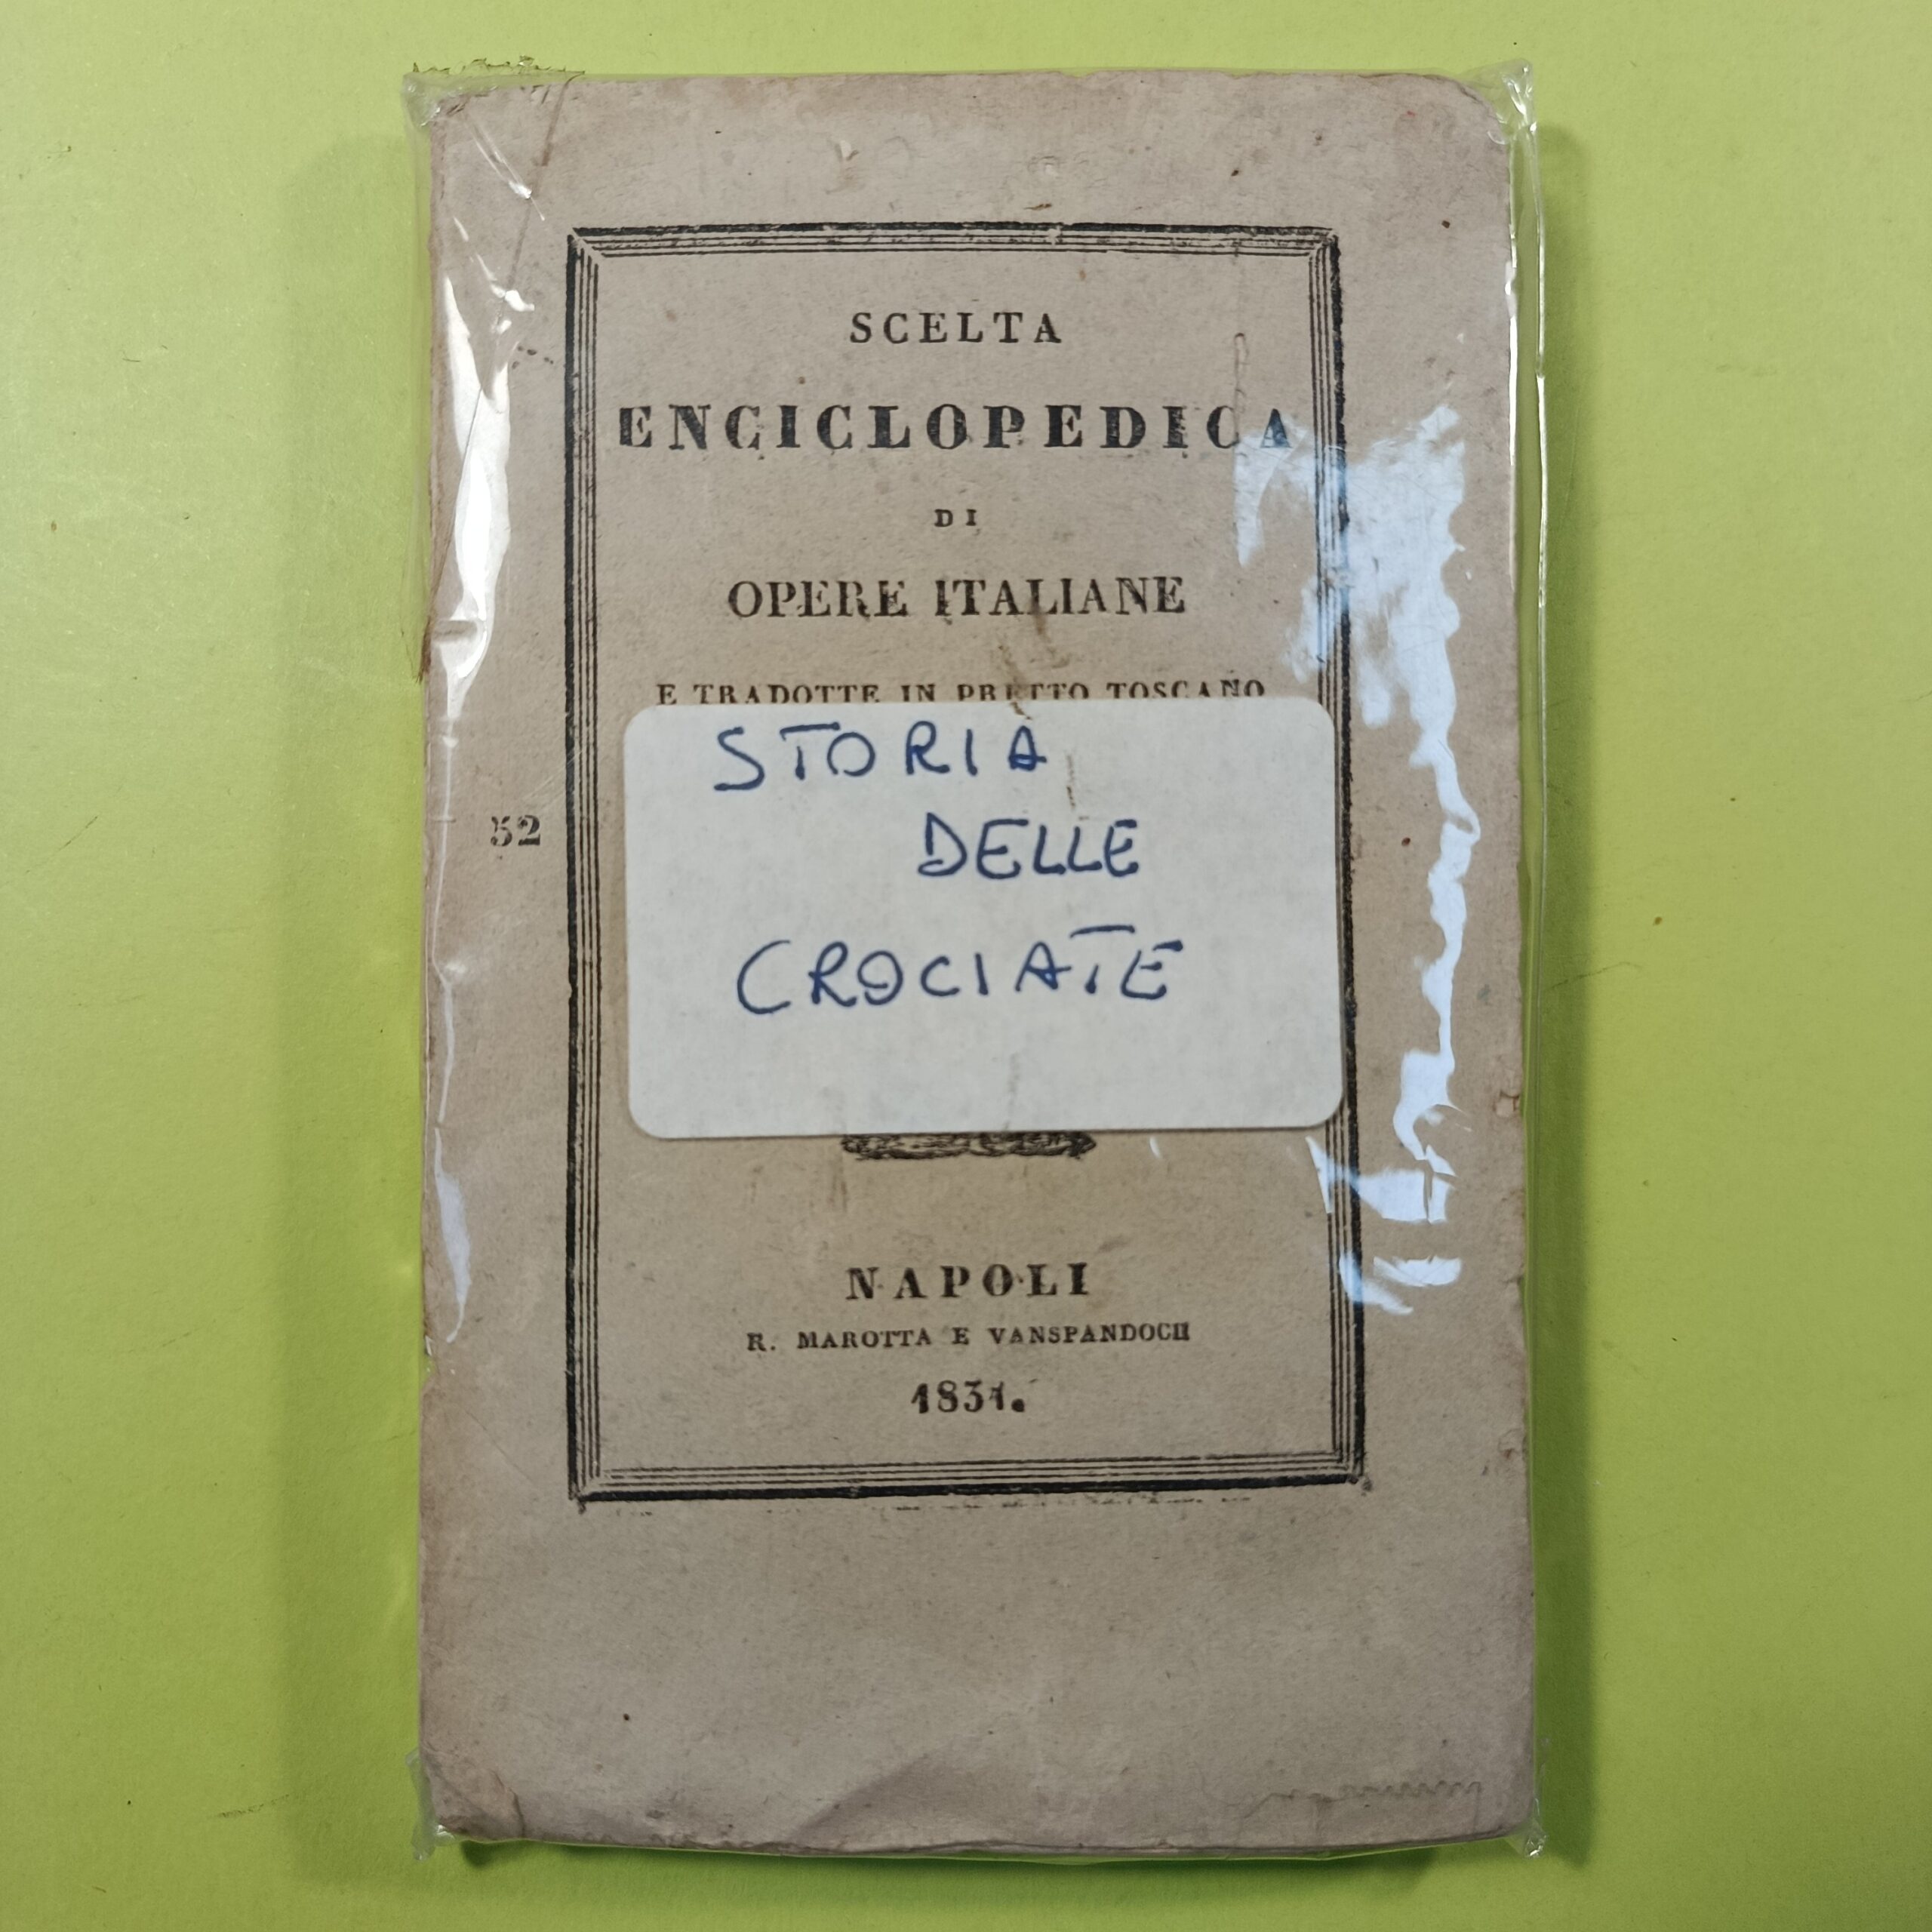 SCELTA
ENCICLOPEDICA
DI
OPERE ITALIANE
E TRADOTTE IN PRETTO TOSCANO
STORIA
DELLE
52
CROCIATE
NAPOLI
R. MAROTTA E VANSPANDOCH
1831.